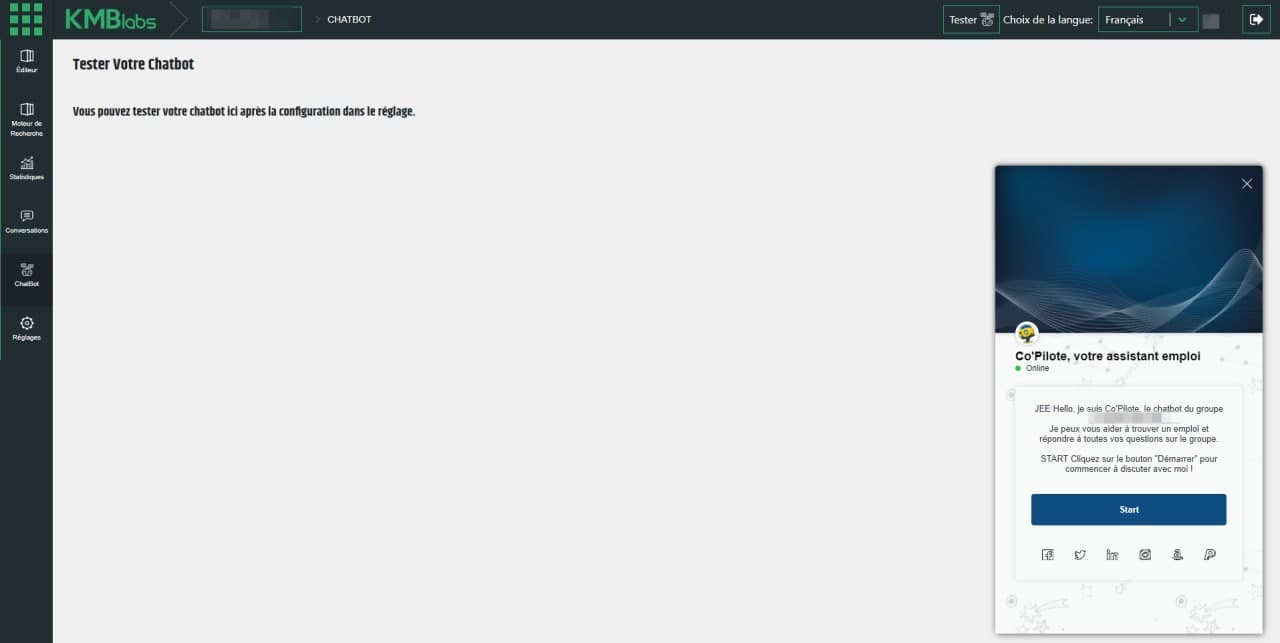 KMBlabs
CHATBOT
Tester
Choix de la langue:
Français
Éditeur
Moteur de
Recherche
Statistiques
Conversations
ChatBot
Réglages
Tester Votre Chatbot
Vous pouvez tester votre chatbot ici après la configuration dans le réglage.
Co'Pilote, votre assistant emploi
Online
JEE Hello, je suis Co'Pilote, le chatbot du groupe
Je peux vous aider à trouver un emploi et
répondre à toutes vos questions sur le groupe.
START Cliquez sur le bouton "Démarrer" pour
commencer à discuter avec moi !
Start